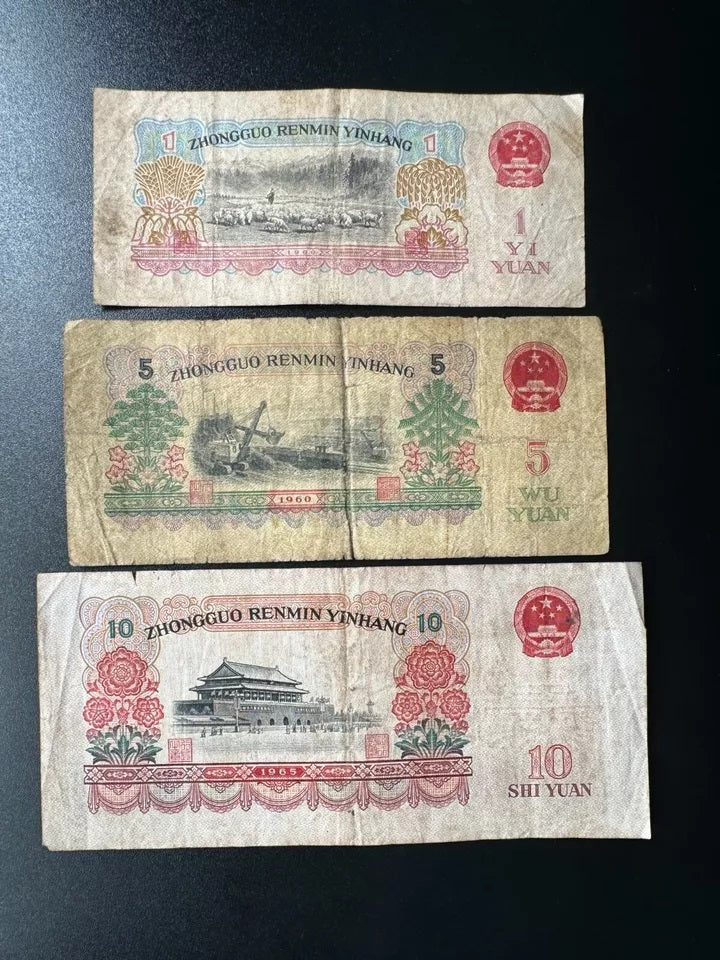 1 ZHONGGUO RENMIN YINHANG 1
1
YI
YUAN
1960
5 ZHONGGUO RENMIN YINHANG 5
5
WU
YUAN
1960
10 ZHONGGUO RENMIN YINHANG 10
10
SHI YUAN
1965